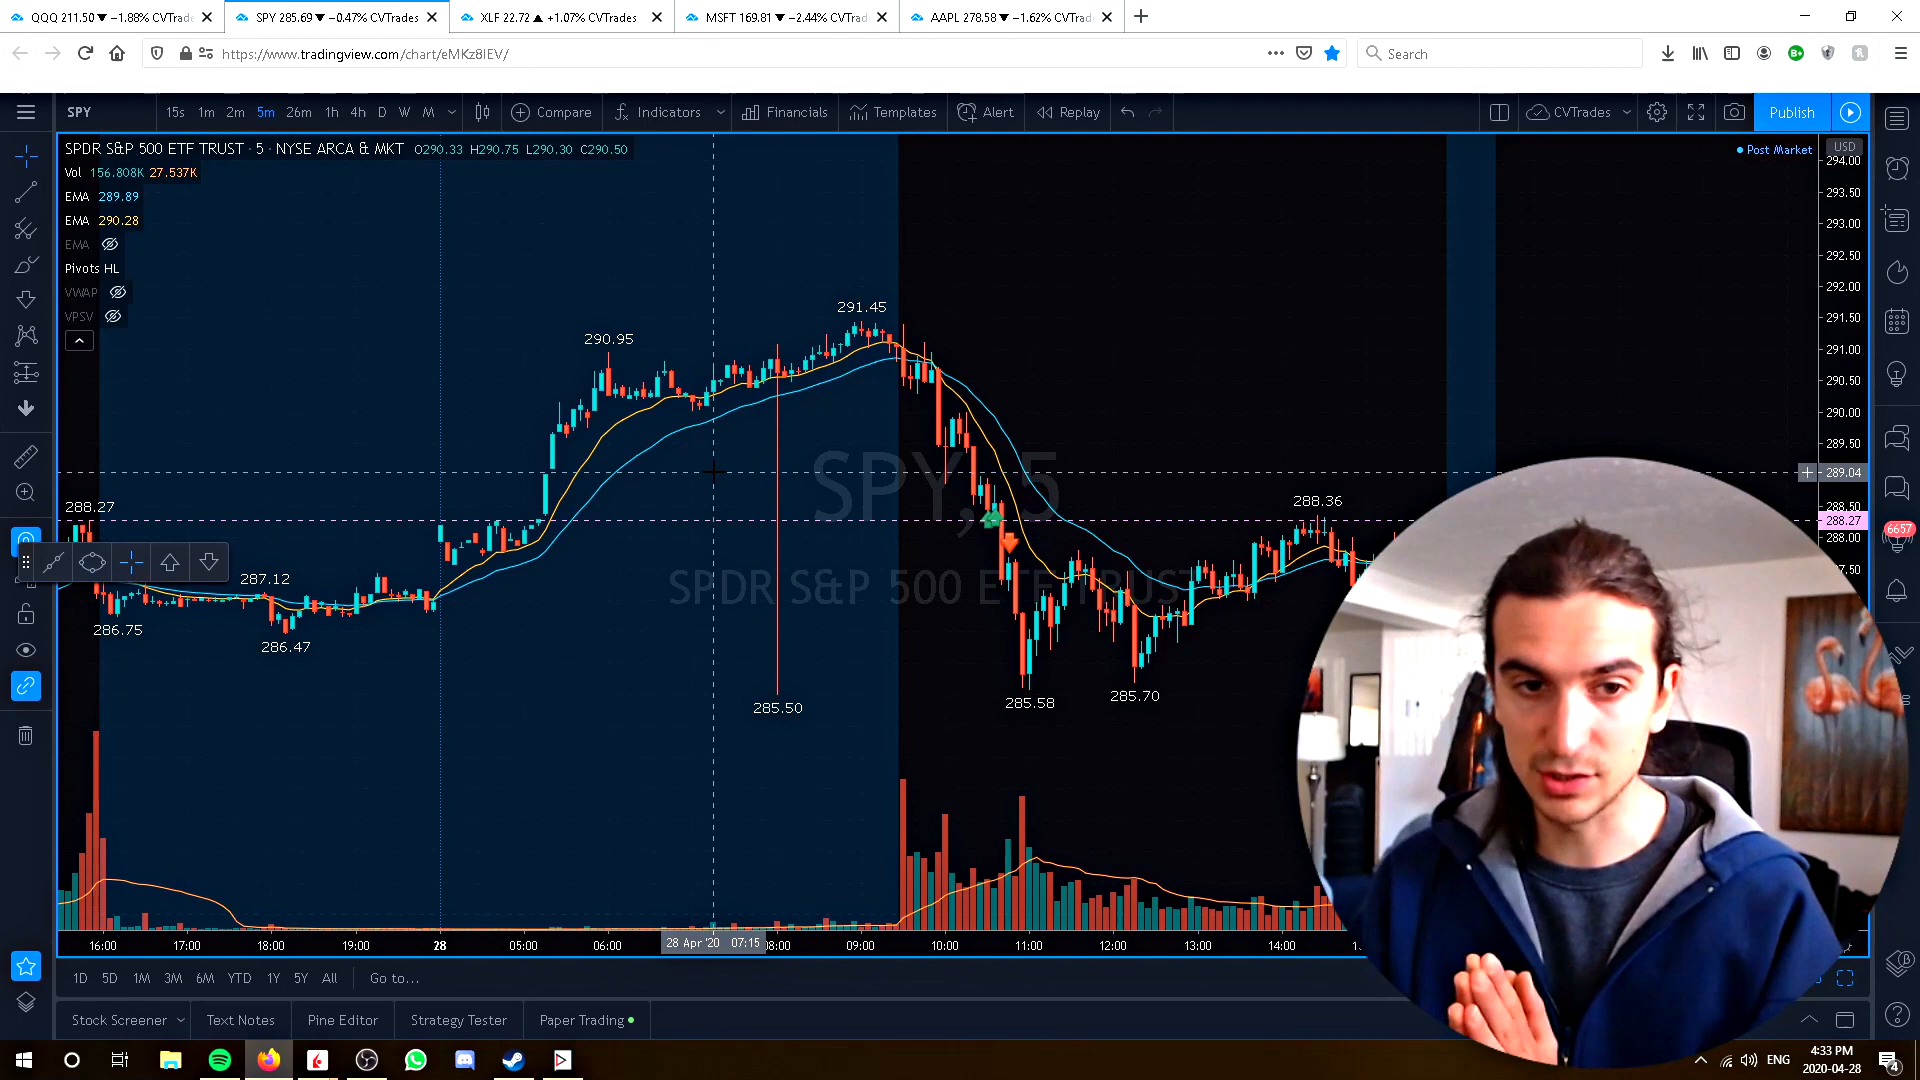 QQQ 211.50 ▼ −1.88% CVTrade
SPY 285.69 ▼ −0.47% CVTrades
XLF 22.72 ▲ +1.07% CVTrades
MSFT 169.81 ▼ −2.44% CVTrad
AAPL 278.58 ▼ −1.62% CVTrad
https://www.tradingview.com/chart/eMKz8IEV/
Search
SPY
15s 1m 2m 5m 26m 1h 4h D W M
Compare
Indicators
Financials
Templates
Alert
Replay
CVTrades
Publish
SPDR S&P 500 ETF TRUST · 5 · NYSE ARCA & MKT O290.33 H290.75 L290.30 C290.50
Post Market
USD
Vol 156.808K 27.537K
EMA 289.89
EMA 290.28
EMA
Pivots HL
VWAP
VPSV
294.00
293.50
293.00
292.50
292.00
291.50
291.00
290.50
290.00
289.50
289.04
288.50
288.27
288.00
7.50
291.45
290.95
288.27
288.36
287.12
286.75
286.47
285.50
285.58
285.70
SPY, 5
SPDR S&P 500 ETF TRUST
6657
16:00 17:00 18:00 19:00 28 05:00 06:00 28 Apr '20 07:15 08:00 09:00 10:00 11:00 12:00 13:00 14:00
1D 5D 1M 3M 6M YTD 1Y 5Y All Go to...
Stock Screener Text Notes Pine Editor Strategy Tester Paper Trading
ENG
4:33 PM
2020-04-28
4